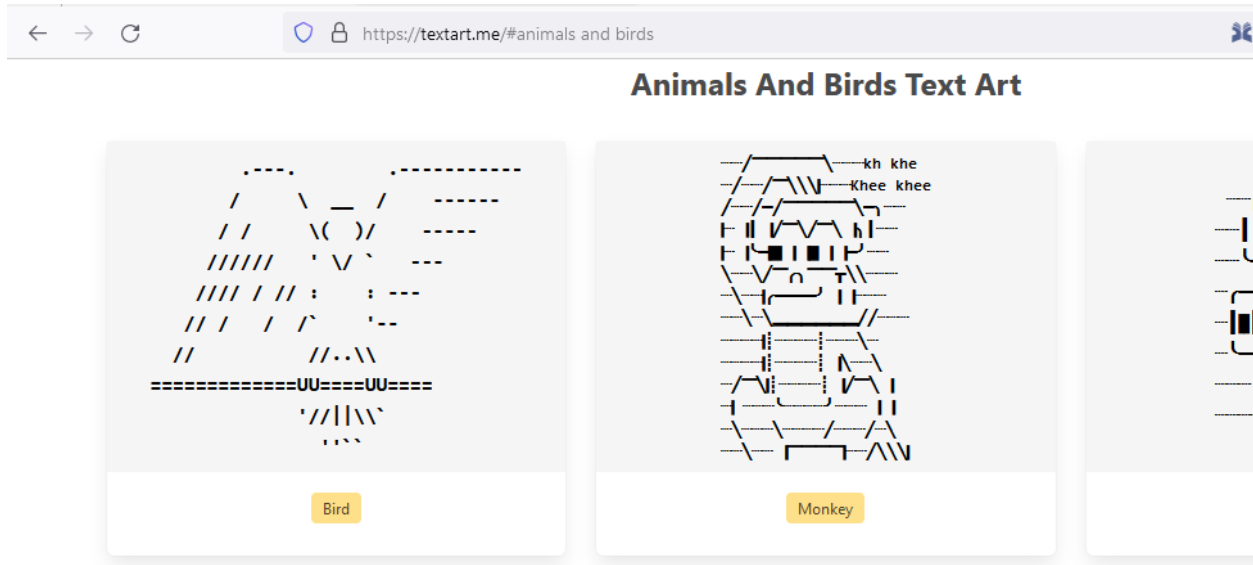 https://textart.me/#animals and birds
Animals And Birds Text Art
kh khe
Khee khee
Bird
Monkey